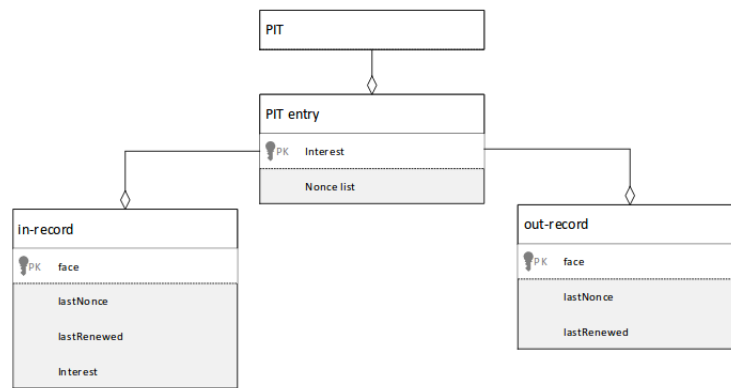 PIT
PIT entry
PK Interest
Nonce list
in-record
PK face
lastNonce
lastRenewed
Interest
out-record
PK face
lastNonce
lastRenewed